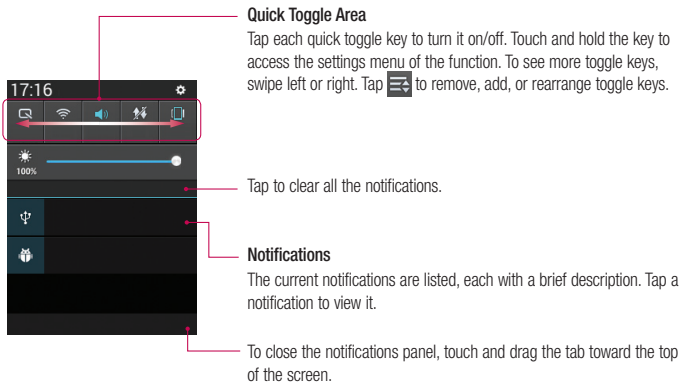 Quick Toggle Area
Tap each quick toggle key to turn it on/off. Touch and hold the key to
access the settings menu of the function. To see more toggle keys,
swipe left or right. Tap to remove, add, or rearrange toggle keys.
17:16
100%
Tap to clear all the notifications.
Notifications
The current notifications are listed, each with a brief description. Tap a
notification to view it.
To close the notifications panel, touch and drag the tab toward the top
of the screen.